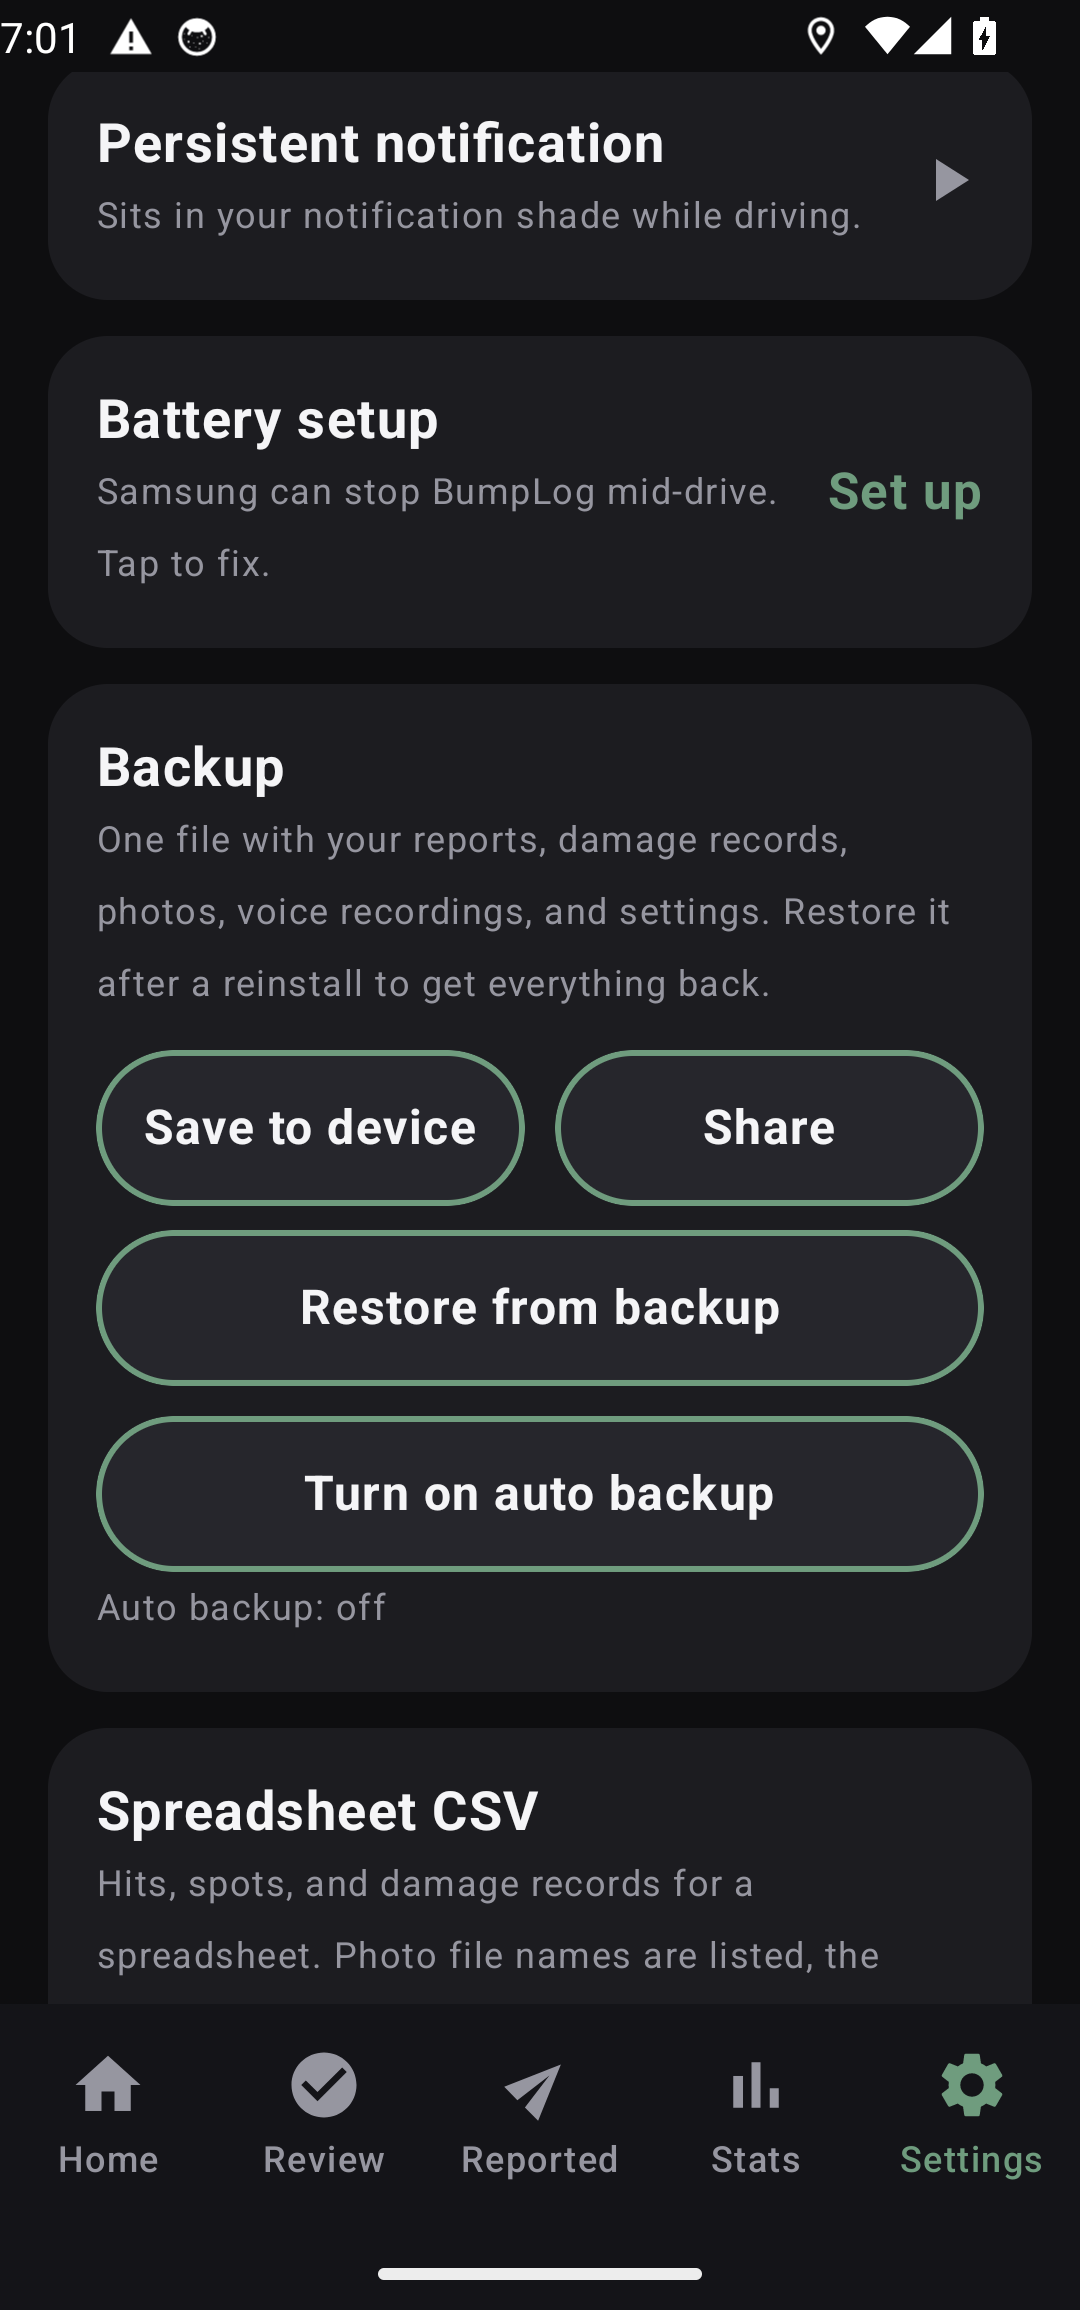 7:01
Persistent notification
Sits in your notification shade while driving.
Battery setup
Samsung can stop BumpLog mid-drive.
Tap to fix.
Set up
Backup
One file with your reports, damage records,
photos, voice recordings, and settings. Restore it
after a reinstall to get everything back.
Save to device
Share
Restore from backup
Turn on auto backup
Auto backup: off
Spreadsheet CSV
Hits, spots, and damage records for a
spreadsheet. Photo file names are listed, the
Home
Review
Reported
Stats
Settings